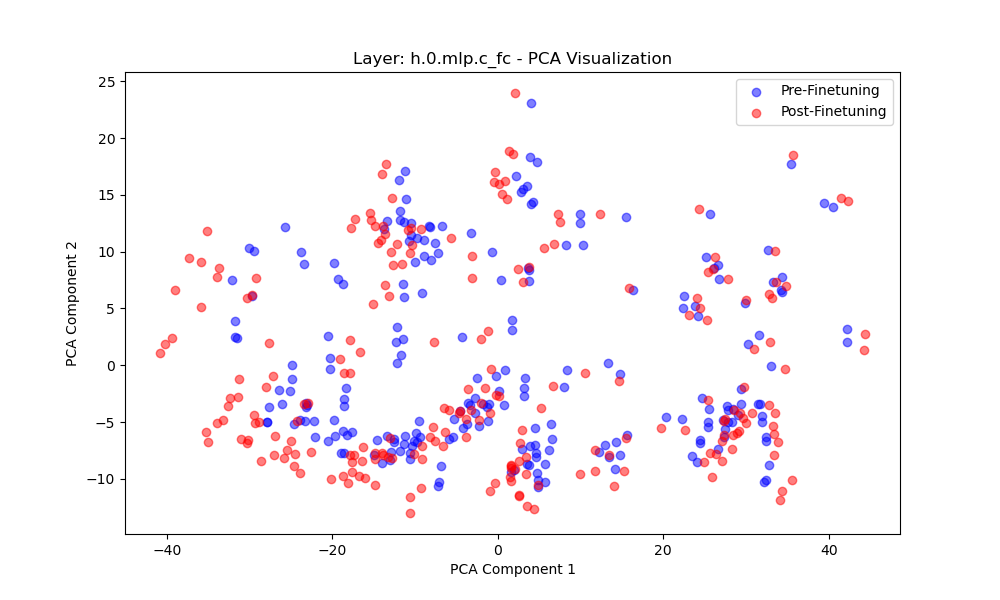 Layer: h.0.mlp.c_fc - PCA Visualization
Pre-Finetuning
Post-Finetuning
25
20
15
10
5
0
−5
−10
PCA Component 2
−40
−20
0
20
40
PCA Component 1